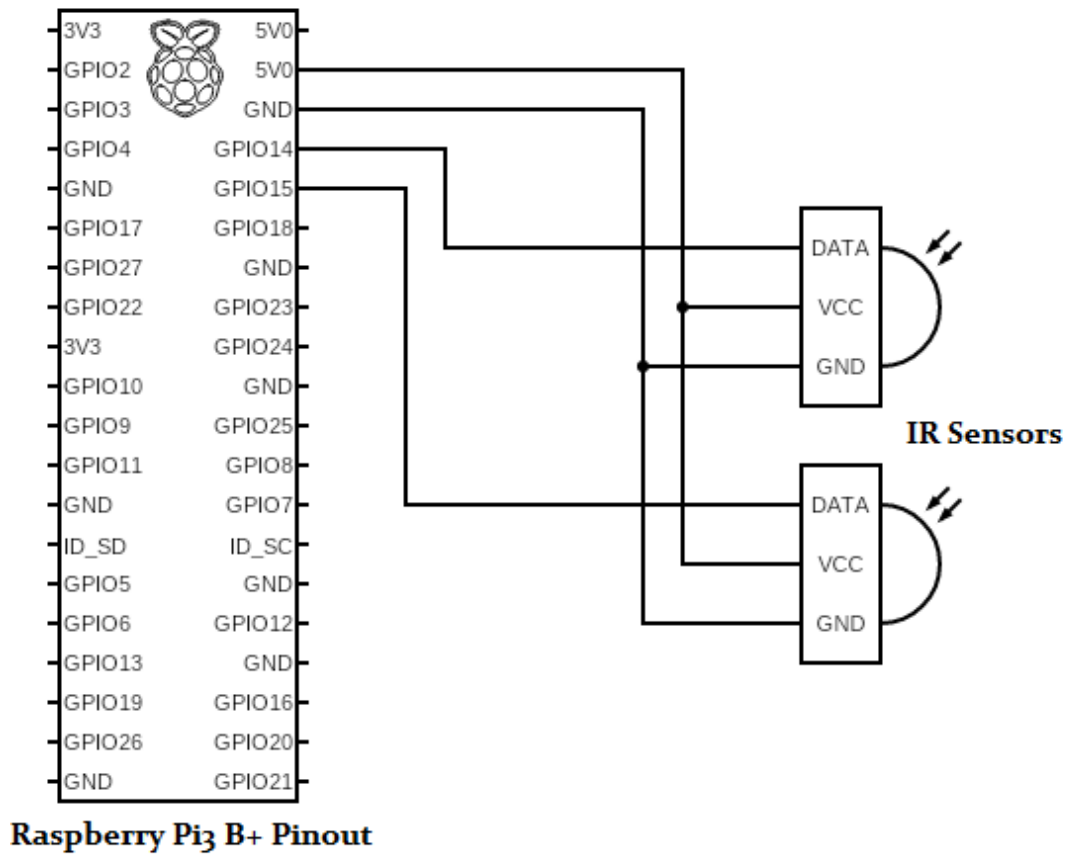 3V3 5V0
GPIO2 5V0
GPIO3 GND
GPIO4 GPIO14
GND GPIO15
GPIO17 GPIO18
GPIO27 GND
GPIO22 GPIO23
3V3 GPIO24
GPIO10 GND
GPIO9 GPIO25
GPIO11 GPIO8
GND GPIO7
ID_SD ID_SC
GPIO5 GND
GPIO6 GPIO12
GPIO13 GND
GPIO19 GPIO16
GPIO26 GPIO20
GND GPIO21
Raspberry Pi3 B+ Pinout
DATA
VCC
GND
IR Sensors
DATA
VCC
GND